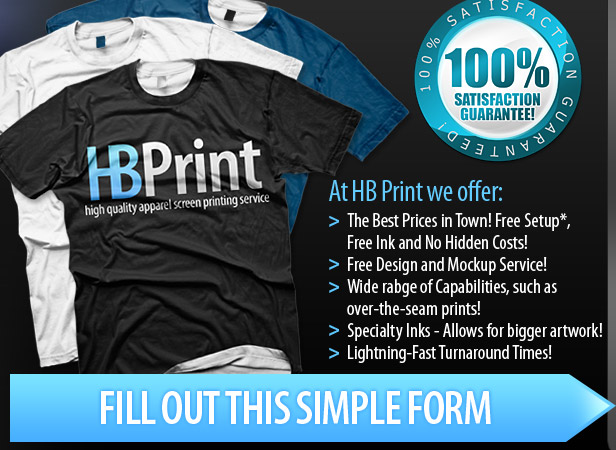 100% SATISFACTION GUARANTEED!
100%
SATISFACTION
GUARANTEE!
HBPrint
high quality apparel screen printing service
At HB Print we offer:
> The Best Prices in Town! Free Setup*,
Free Ink and No Hidden Costs!
> Free Design and Mockup Service!
> Wide rabge of Capabilities, such as
over-the-seam prints!
> Specialty Inks - Allows for bigger artwork!
> Lightning-Fast Turnaround Times!
FILL OUT THIS SIMPLE FORM